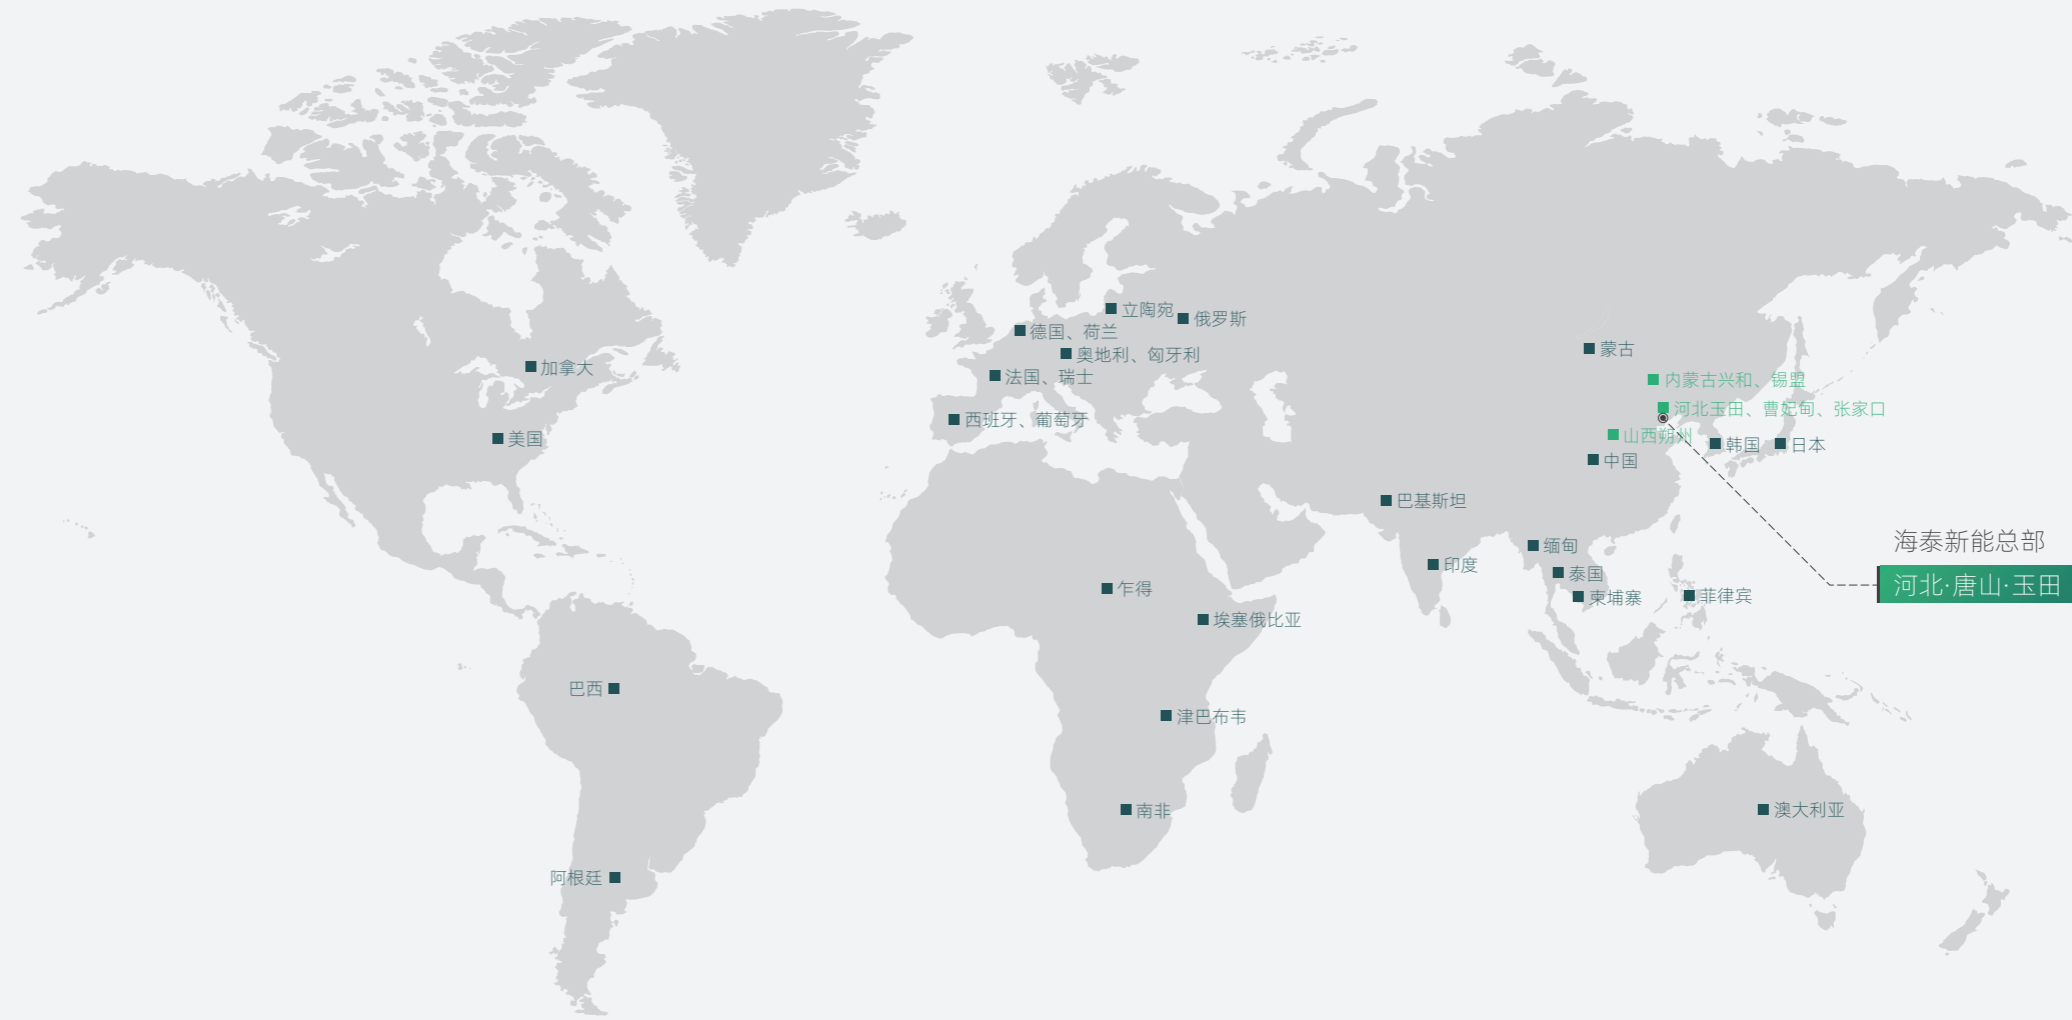 立陶宛
俄罗斯
德国、荷兰
奥地利、匈牙利
蒙古
加拿大
法国、瑞士
内蒙古兴和、锡盟
河北玉田、曹妃甸、张家口
西班牙、葡萄牙
美国
山西朔州
韩国
日本
中国
巴基斯坦
海泰新能总部
缅甸
印度
泰国
河北·唐山·玉田
乍得
柬埔寨
菲律宾
埃塞俄比亚
巴西
津巴布韦
南非
澳大利亚
阿根廷